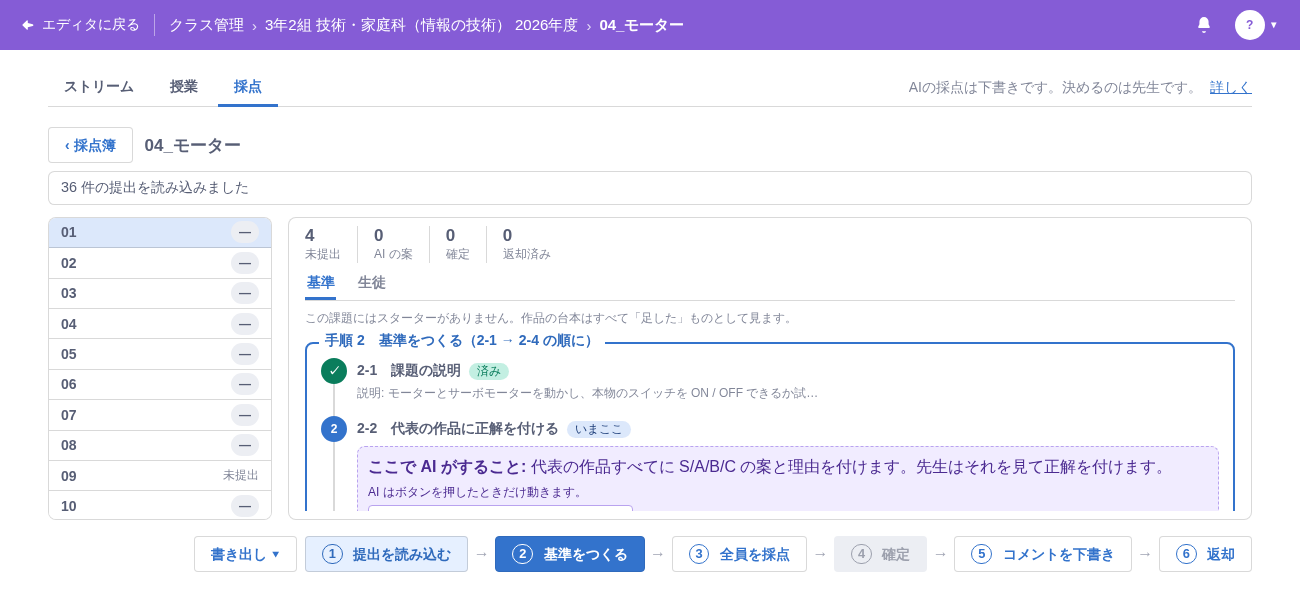 エディタに戻る クラス管理 › 3年2組 技術・家庭科（情報の技術） 2026年度 › 04_モーター ? ▾
ストリーム 授業 採点 AIの採点は下書きです。決めるのは先生です。 詳しく
‹ 採点簿 04_モーター
36 件の提出を読み込みました
01 —
02 —
03 —
04 —
05 —
06 —
07 —
08 —
09 未提出
10 —
4 0 0 0
未提出 AI の案 確定 返却済み
基準 生徒
この課題にはスターターがありません。作品の台本はすべて「足した」ものとして見ます。
手順 2 基準をつくる（2-1 → 2-4 の順に）
✓ 2-1 課題の説明 済み
説明: モーターとサーボモーターを動かし、本物のスイッチを ON / OFF できるか試…
2 2-2 代表の作品に正解を付ける いまここ
ここで AI がすること: 代表の作品すべてに S/A/B/C の案と理由を付けます。先生はそれを見て正解を付けます。
AI はボタンを押したときだけ動きます。
書き出し ▾ 1 提出を読み込む → 2 基準をつくる → 3 全員を採点 → 4 確定 → 5 コメントを下書き → 6 返却